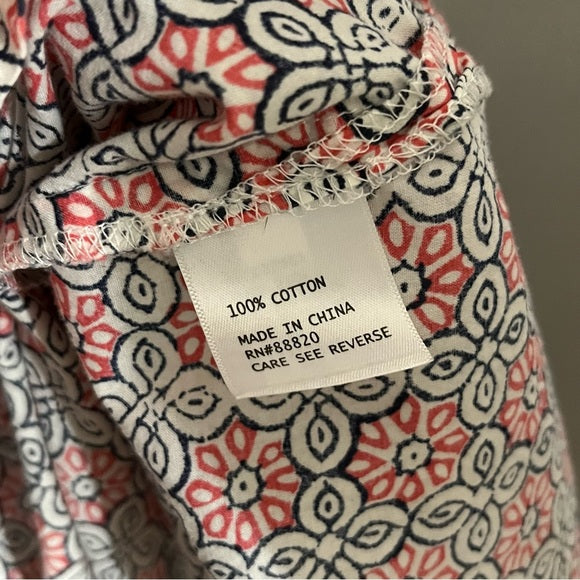 100% COTTON
MADE IN CHINA
RN#88820
CARE SEE REVERSE